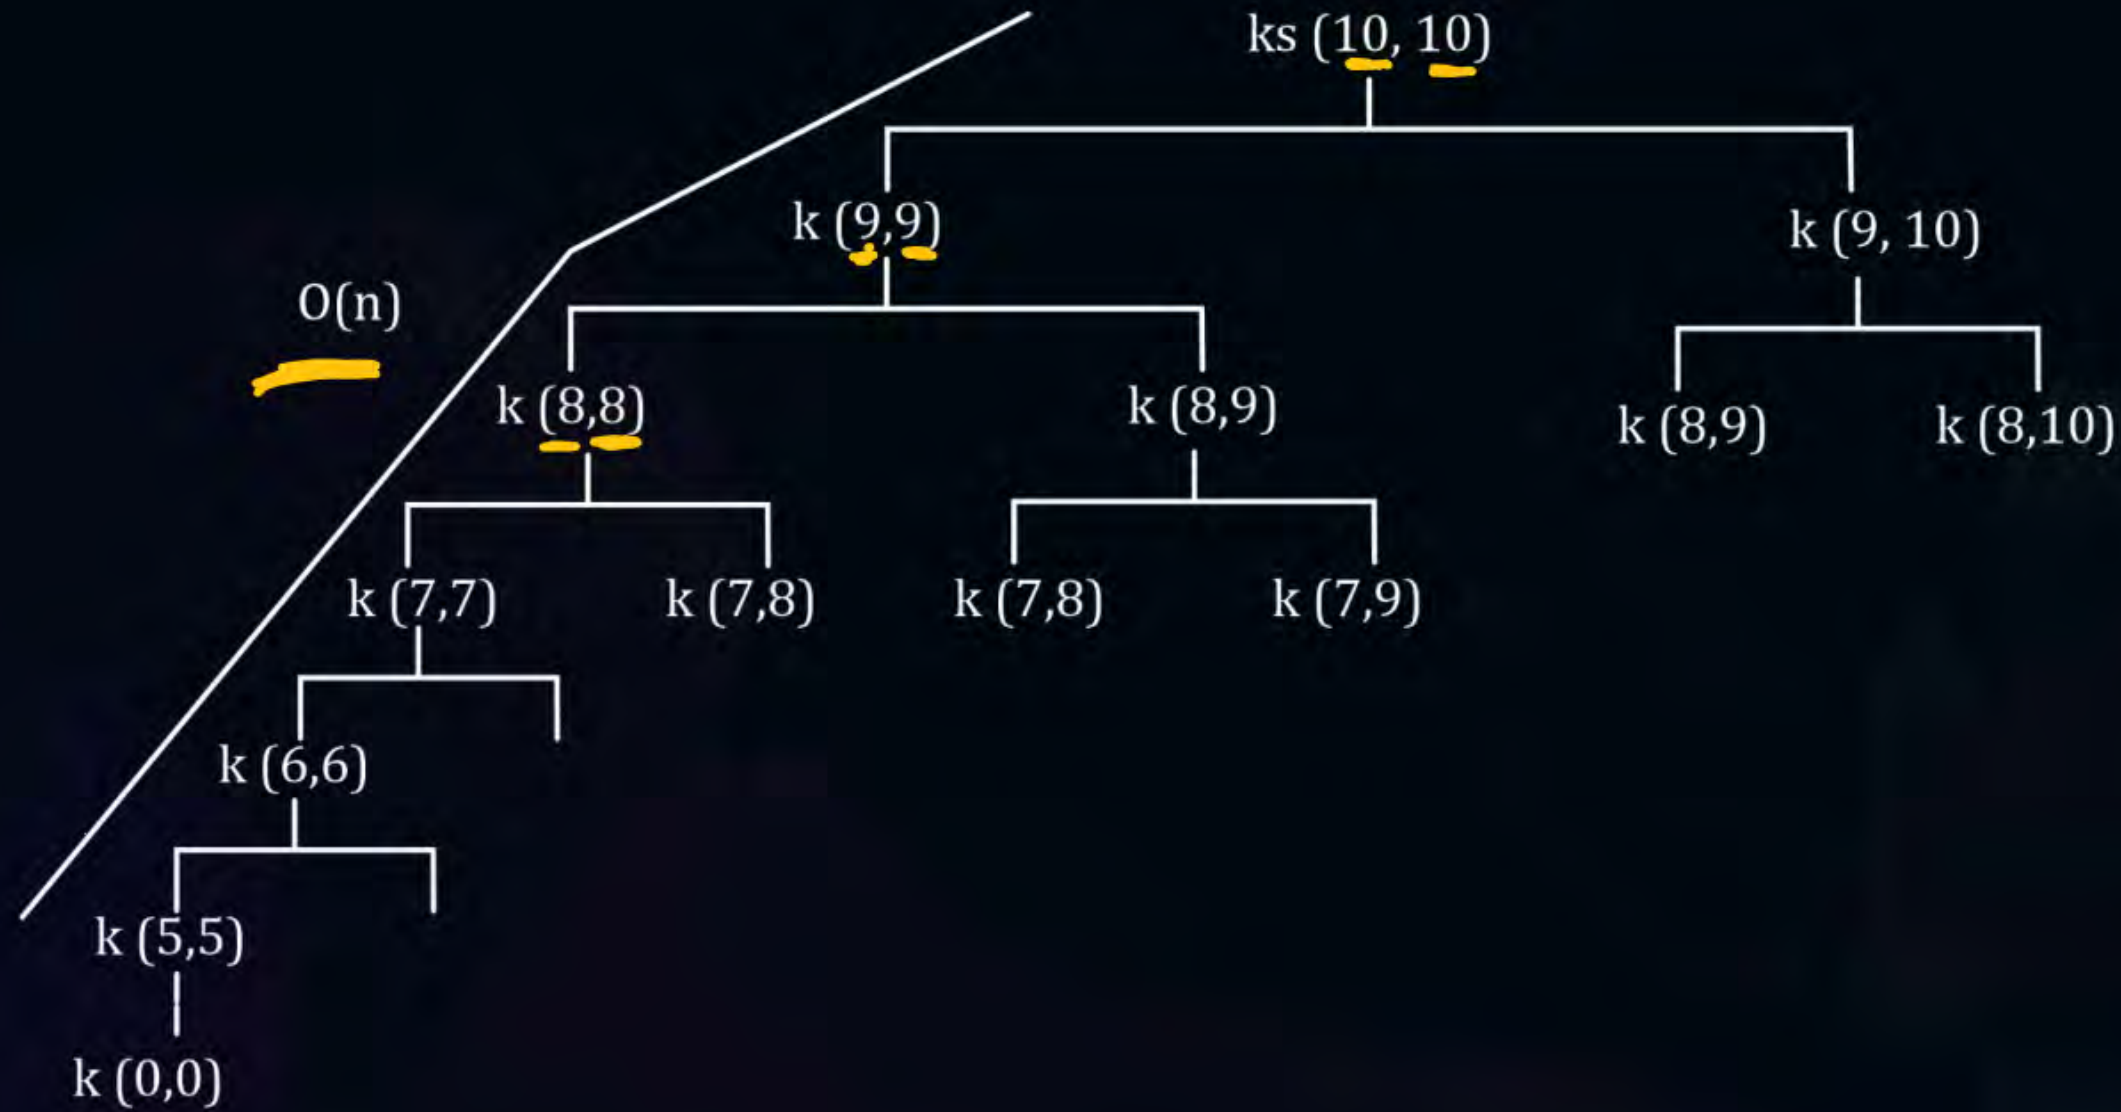 ks (10, 10)
k (9,9)
k (9, 10)
O(n)
k (8,8)
k (8,9)
k (8,9)
k (8,10)
k (7,7)
k (7,8)
k (7,8)
k (7,9)
k (6,6)
k (5,5)
k (0,0)